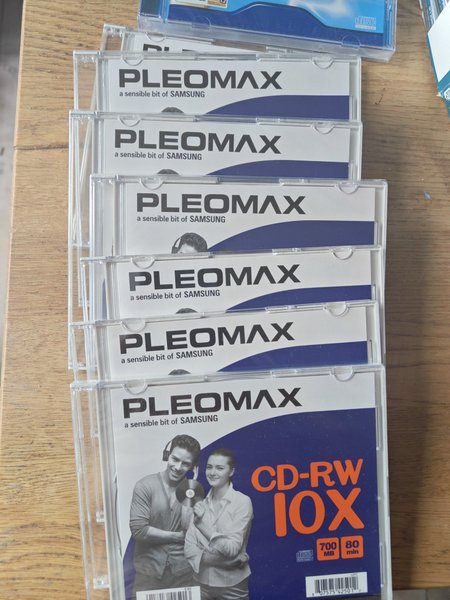 PLEOMAX
a sensible bit of SAMSUNG
PLEOMAX
a sensible bit of SAMSUNG
PLEOMAX
a sensible bit of SAMSUNG
PLEOMAX
a sensible bit of SAMSUNG
PLEOMAX
a sensible bit of SAMSUNG
PLEOMAX
a sensible bit of SAMSUNG
CD-RW
10X
700 MB
80 min